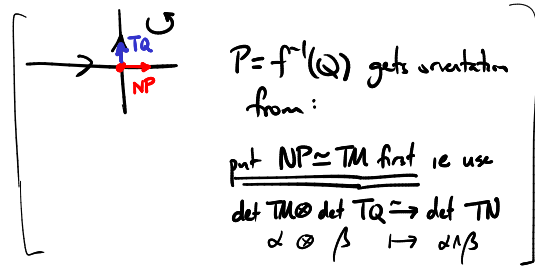 TQ
NP
P = f⁻¹(Q) gets orientation
from:
put NP ≃ TM first ie use
det TM ⊗ det TQ ⥲ det TN
α ⊗ β ↦ α∧β